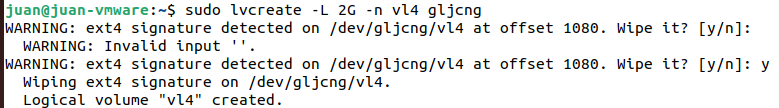 juan@juan-vmware:~$ sudo lvcreate -L 2G -n vl4 gljcng
WARNING: ext4 signature detected on /dev/gljcng/vl4 at offset 1080. Wipe it? [y/n]:
  WARNING: Invalid input ''.
WARNING: ext4 signature detected on /dev/gljcng/vl4 at offset 1080. Wipe it? [y/n]: y
  Wiping ext4 signature on /dev/gljcng/vl4.
  Logical volume "vl4" created.